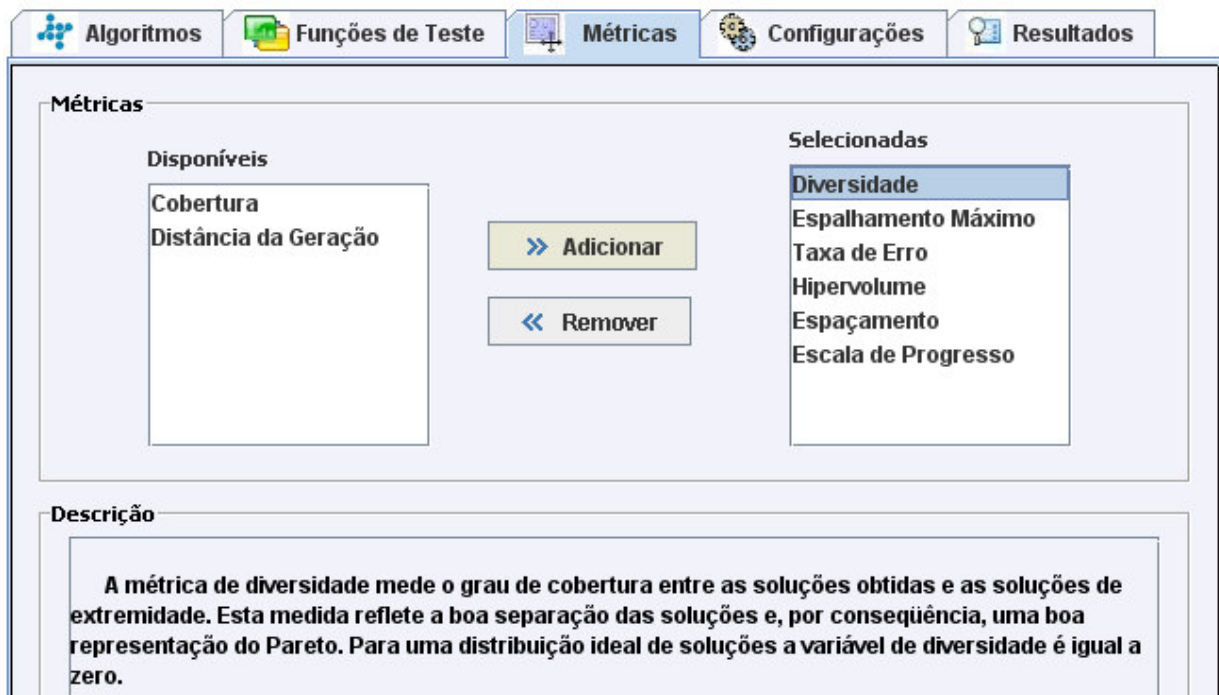 Algoritmos
Funções de Teste
Métricas
Configurações
Resultados
Métricas
Disponíveis
Cobertura
Distância da Geração
» Adicionar
« Remover
Selecionadas
Diversidade
Espalhamento Máximo
Taxa de Erro
Hipervolume
Espaçamento
Escala de Progresso
Descrição
A métrica de diversidade mede o grau de cobertura entre as soluções obtidas e as soluções de
extremidade. Esta medida reflete a boa separação das soluções e, por conseqüência, uma boa
representação do Pareto. Para uma distribuição ideal de soluções a variável de diversidade é igual a
zero.